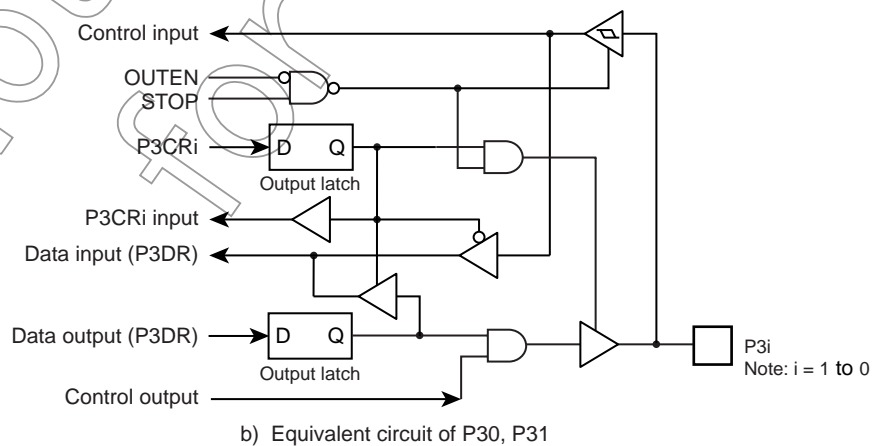 Control input
OUTEN
STOP
P3CRi
D Q
Output latch
P3CRi input
Data input (P3DR)
Data output (P3DR)
D Q
Output latch
Control output
P3i
Note: i = 1 to 0
b) Equivalent circuit of P30, P31
for